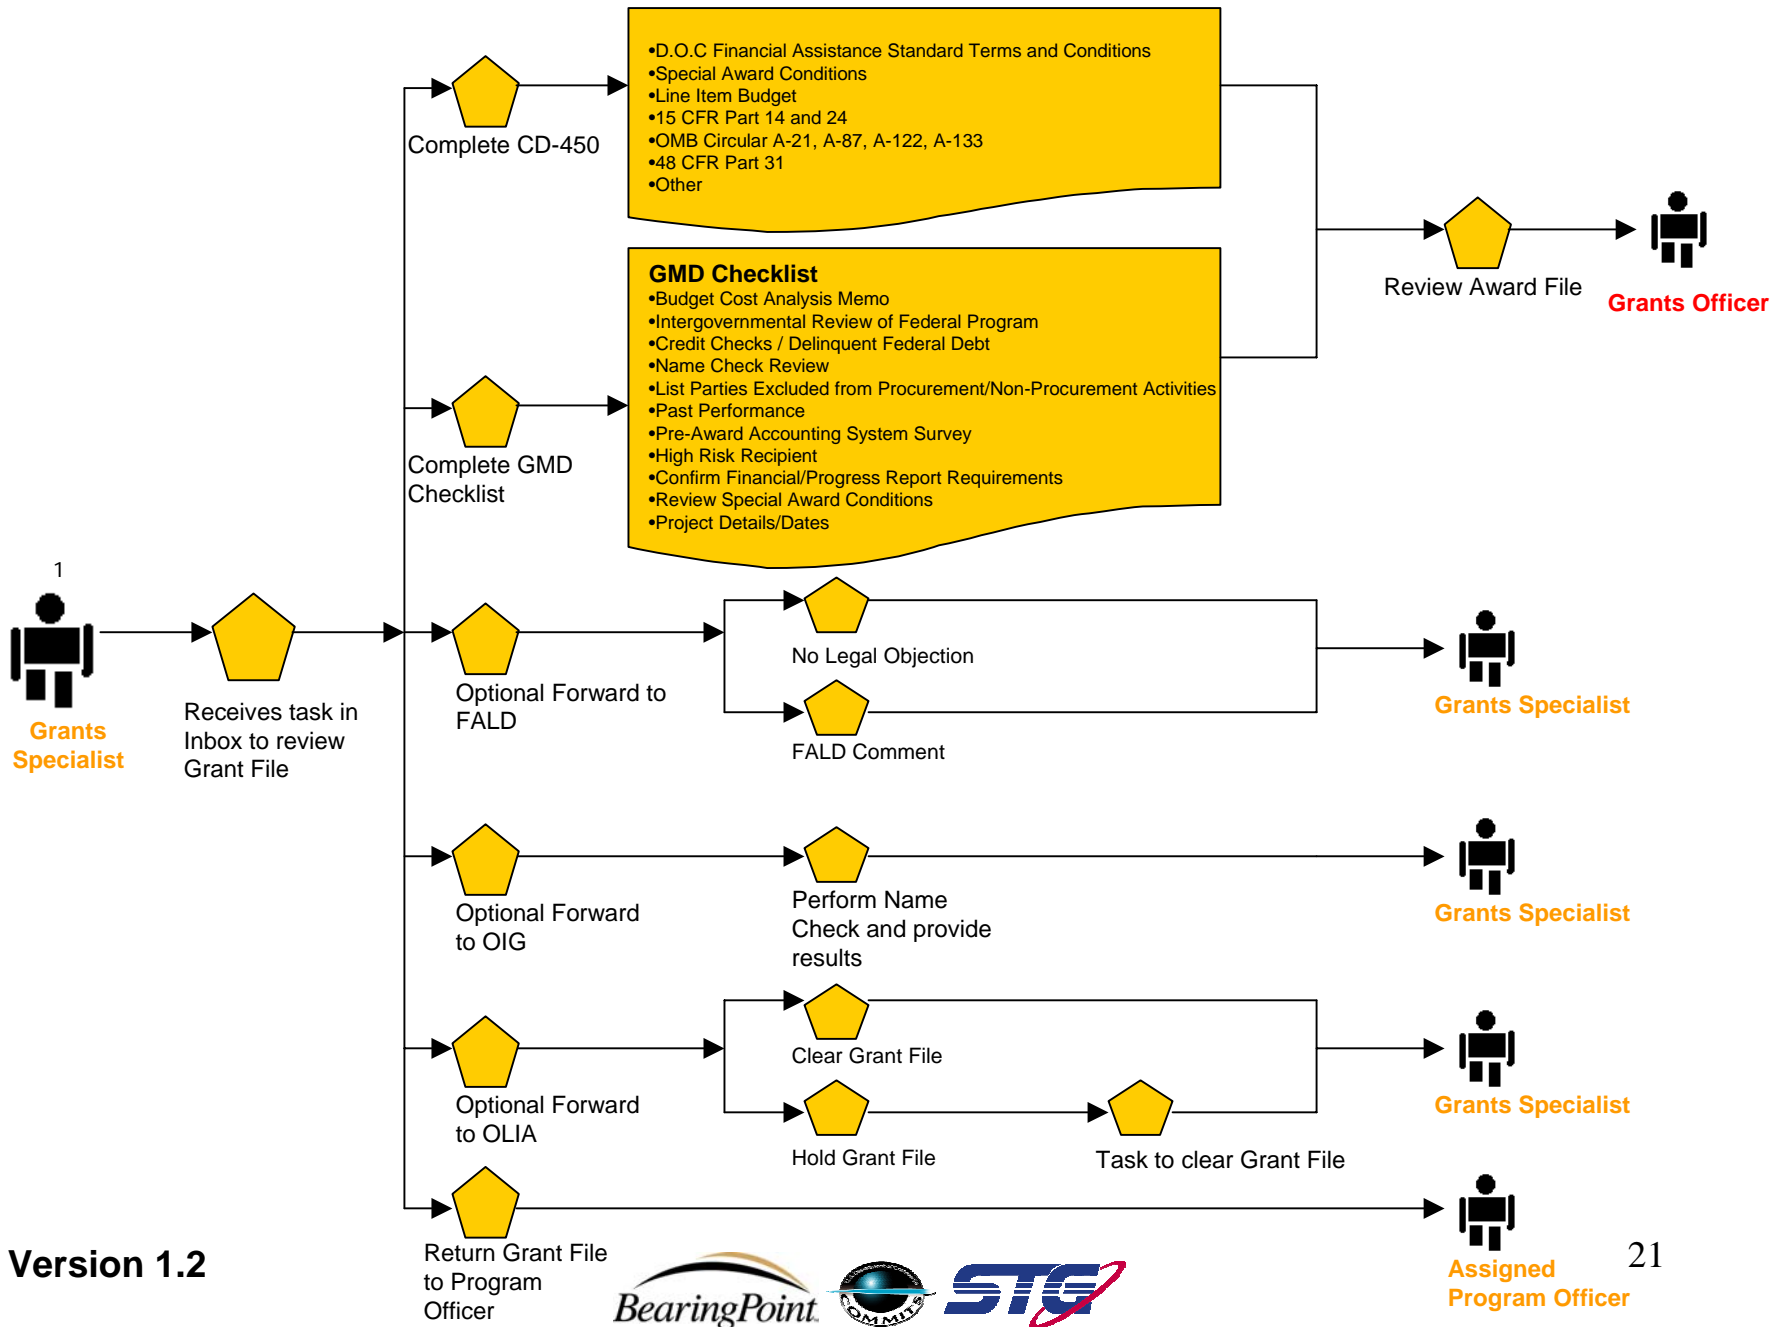 •D.O.C Financial Assistance Standard Terms and Conditions
•Special Award Conditions
•Line Item Budget
•15 CFR Part 14 and 24
•OMB Circular A-21, A-87, A-122, A-133
•48 CFR Part 31
•Other
Complete CD-450
GMD Checklist
•Budget Cost Analysis Memo
•Intergovernmental Review of Federal Program
•Credit Checks / Delinquent Federal Debt
•Name Check Review
•List Parties Excluded from Procurement/Non-Procurement Activities
•Past Performance
•Pre-Award Accounting System Survey
•High Risk Recipient
•Confirm Financial/Progress Report Requirements
•Review Special Award Conditions
•Project Details/Dates
Complete GMD
Checklist
Review Award File
Grants Officer
1
Grants
Specialist
Receives task in
Inbox to review
Grant File
Optional Forward to
FALD
No Legal Objection
FALD Comment
Grants Specialist
Optional Forward
to OIG
Perform Name
Check and provide
results
Grants Specialist
Optional Forward
to OLIA
Clear Grant File
Hold Grant File
Task to clear Grant File
Grants Specialist
Return Grant File
to Program
Officer
Assigned
Program Officer
Version 1.2
BearingPoint
COMMITS
STG
21